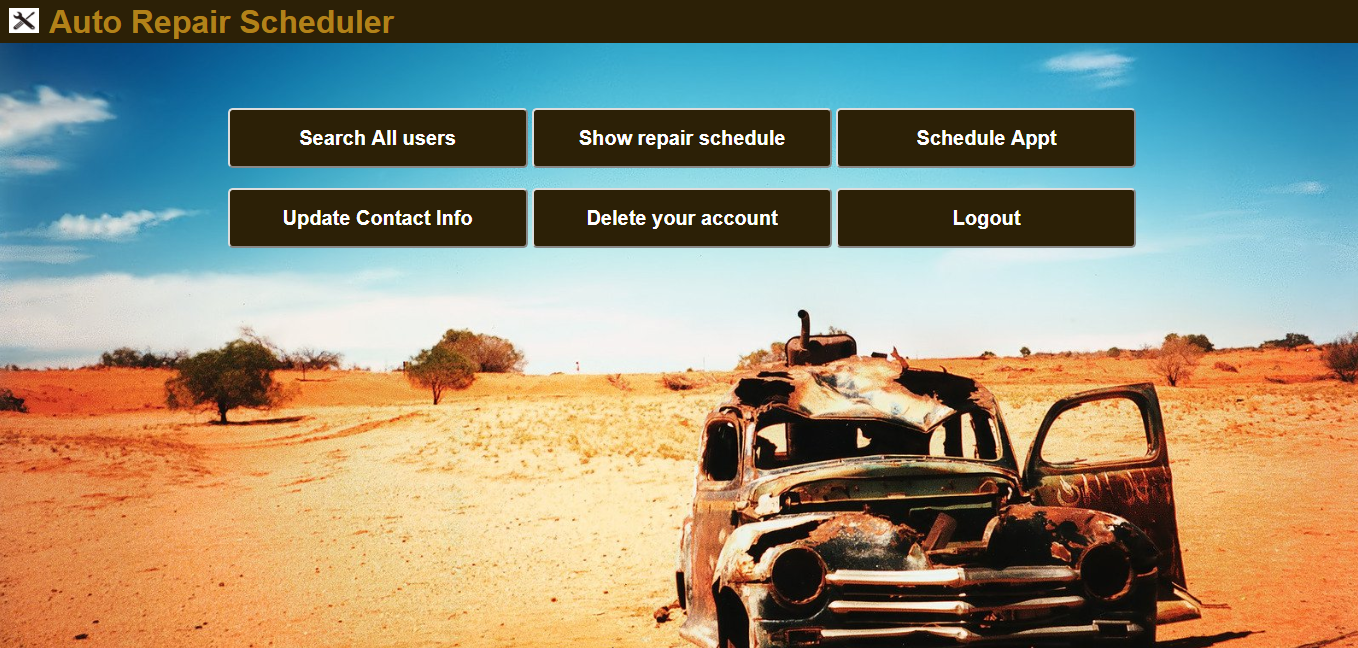 Auto Repair Scheduler
Search All users
Show repair schedule
Schedule Appt
Update Contact Info
Delete your account
Logout